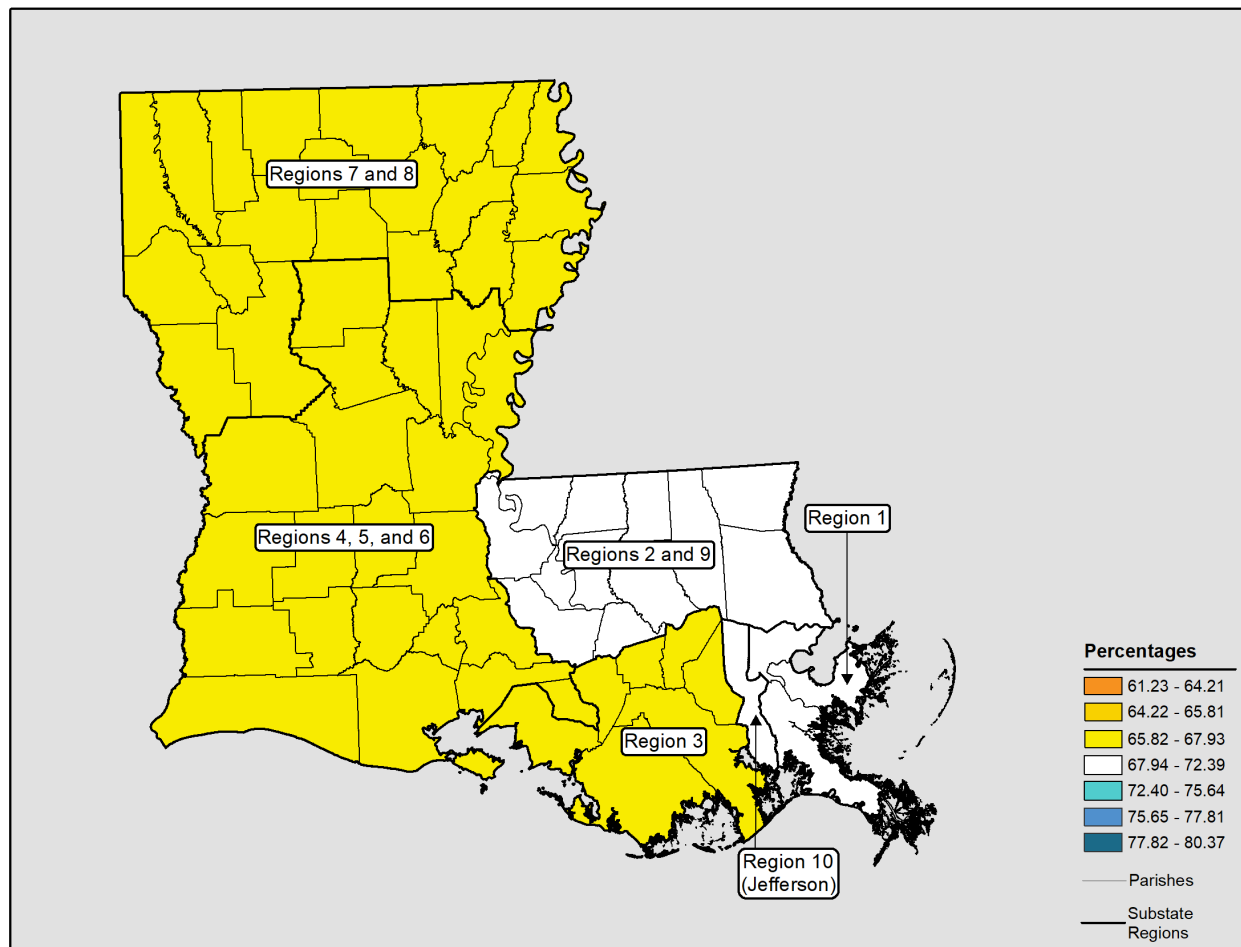 Regions 7 and 8
Region 1
Regions 4, 5, and 6
Regions 2 and 9
Region 3
Region 10
(Jefferson)
Percentages
61.23 - 64.21
64.22 - 65.81
65.82 - 67.93
67.94 - 72.39
72.40 - 75.64
75.65 - 77.81
77.82 - 80.37
Parishes
Substate
Regions